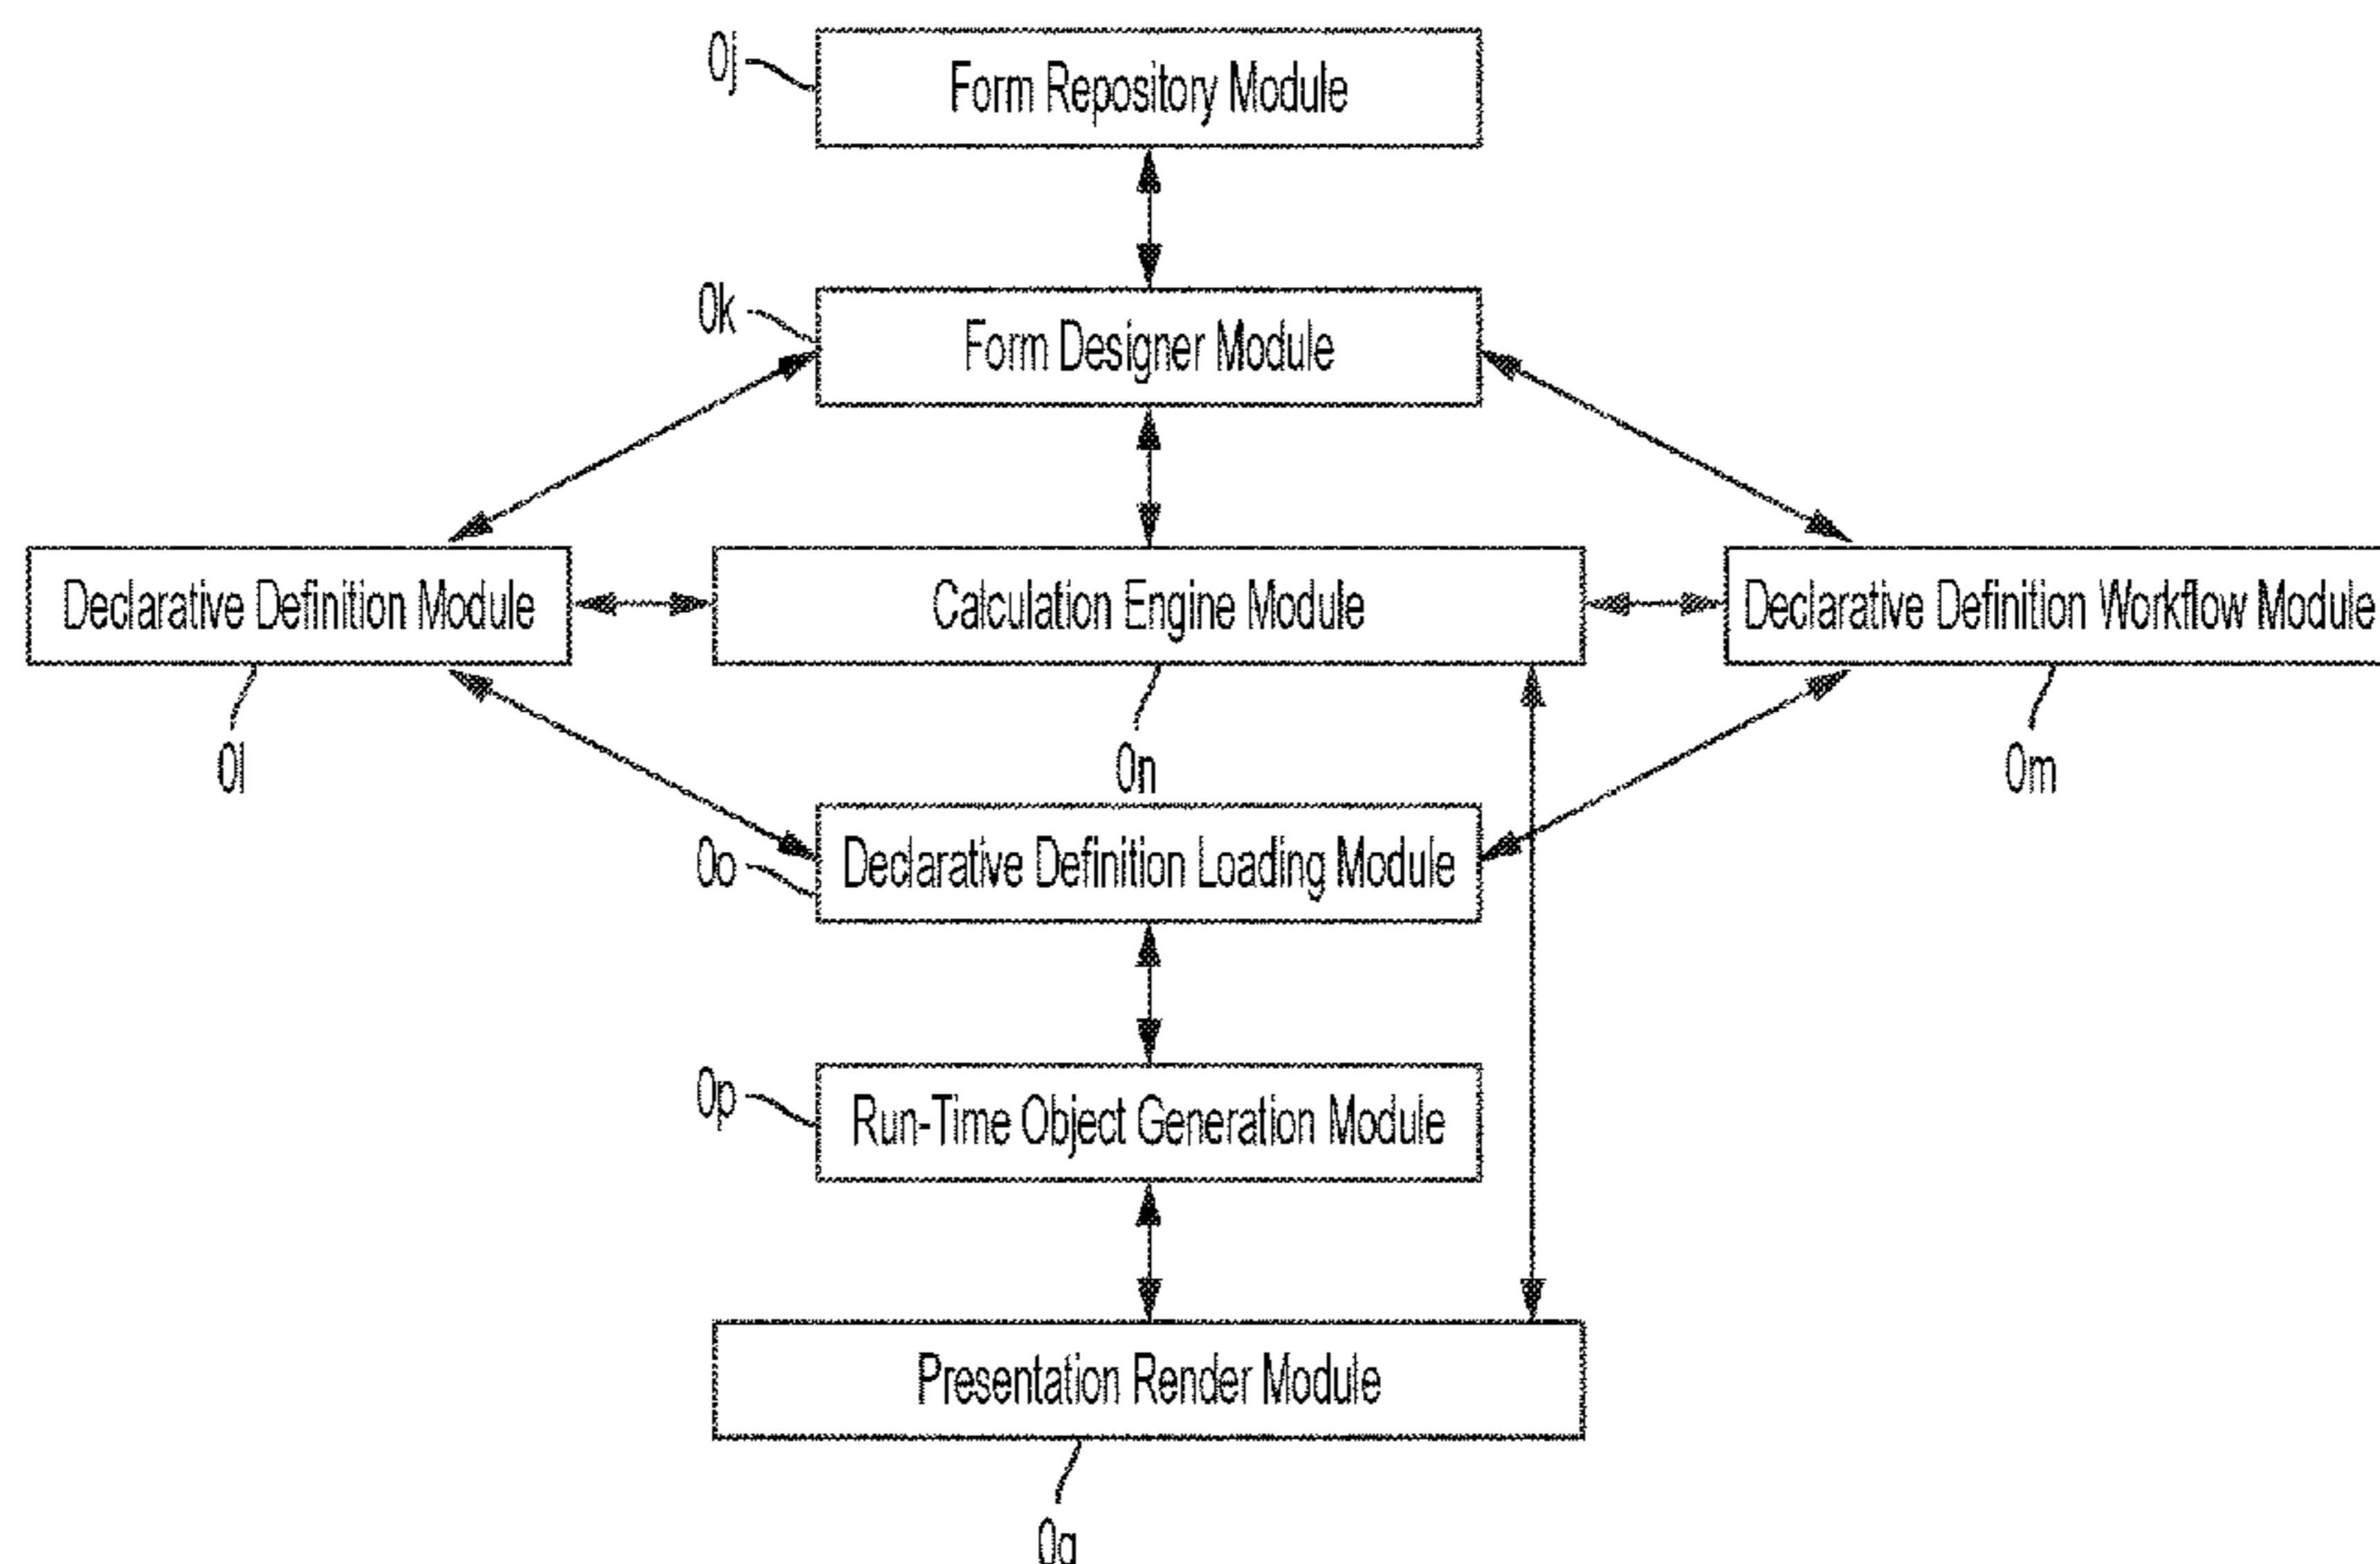 0j
Form Repository Module
0k
Form Designer Module
Declarative Definition Module
Calculation Engine Module
Declarative Definition Workflow Module
0l
0n
0m
0o
Declarative Definition Loading Module
0p
Run-Time Object Generation Module
Presentation Render Module
0q